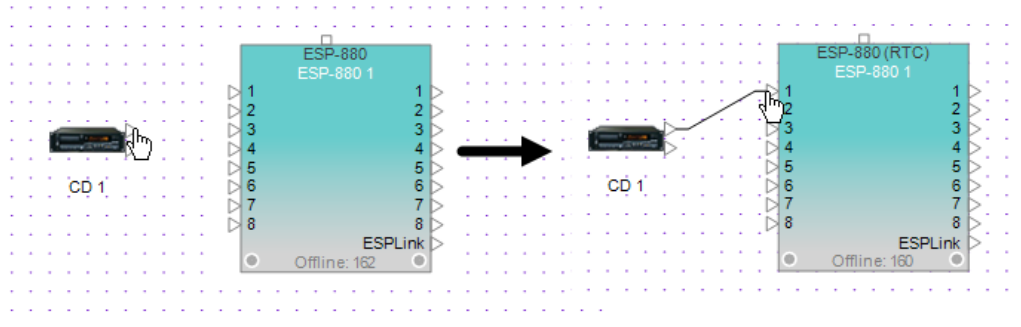 ESP-880
ESP-880 1
1 1
2 2
3 3
4 4
5 5
6 6
7 7
8 8
ESPLink
Offline: 162
CD 1
ESP-880 (RTC)
ESP-880 1
1 1
2 2
3 3
4 4
5 5
6 6
7 7
8 8
ESPLink
Offline: 160
CD 1